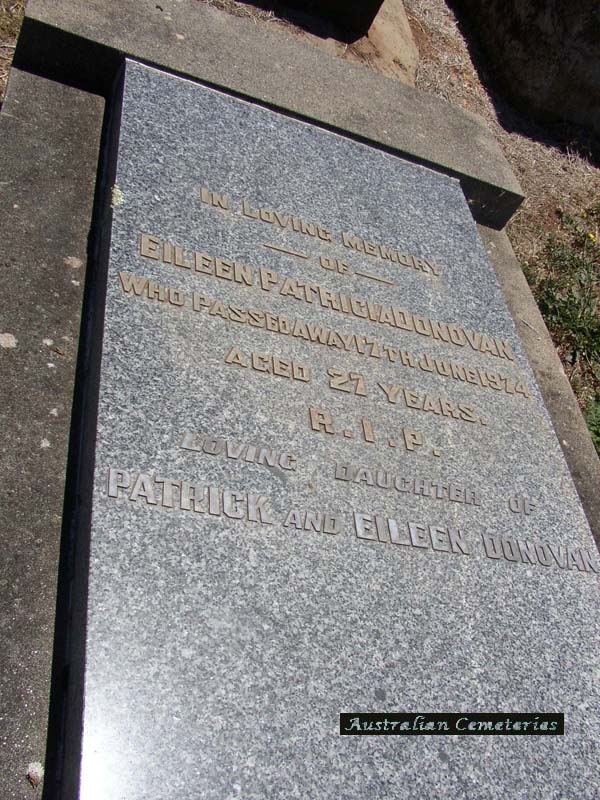 IN LOVING MEMORY
OF
EILEEN PATRICIA DONOVAN
WHO PASSED AWAY 17TH JUNE 1974
AGED 27 YEARS.
R.I.P.
LOVING DAUGHTER OF
PATRICK AND EILEEN DONOVAN
Australian Cemeteries